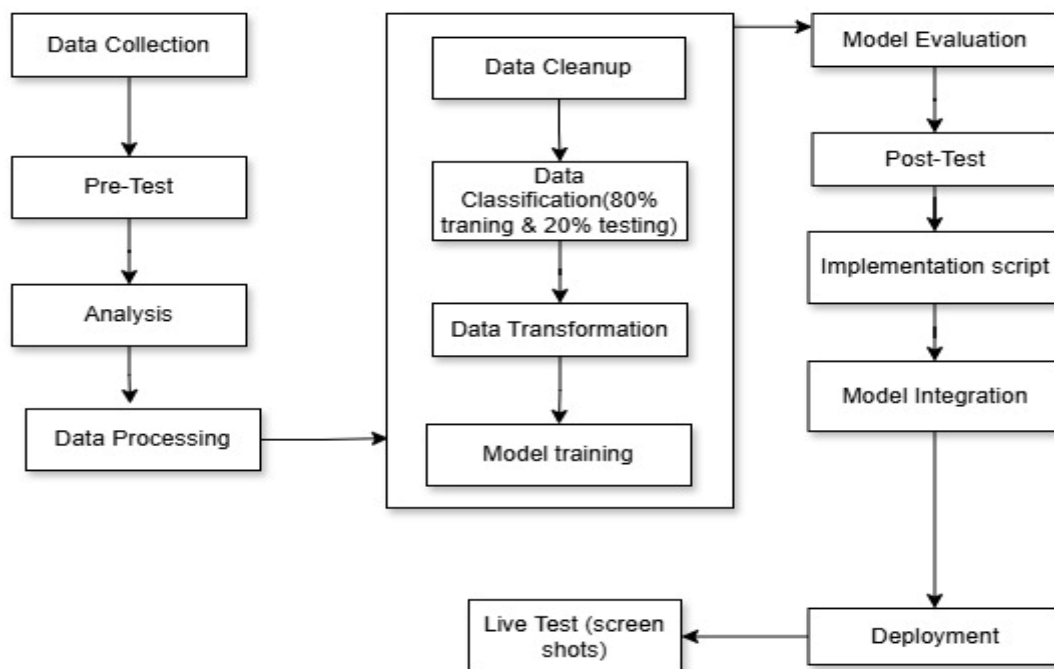 Data Collection
Pre-Test
Analysis
Data Processing
Data Cleanup
Data
Classification(80%
traning & 20% testing)
Data Transformation
Model training
Model Evaluation
Post-Test
Implementation script
Model Integration
Deployment
Live Test (screen
shots)